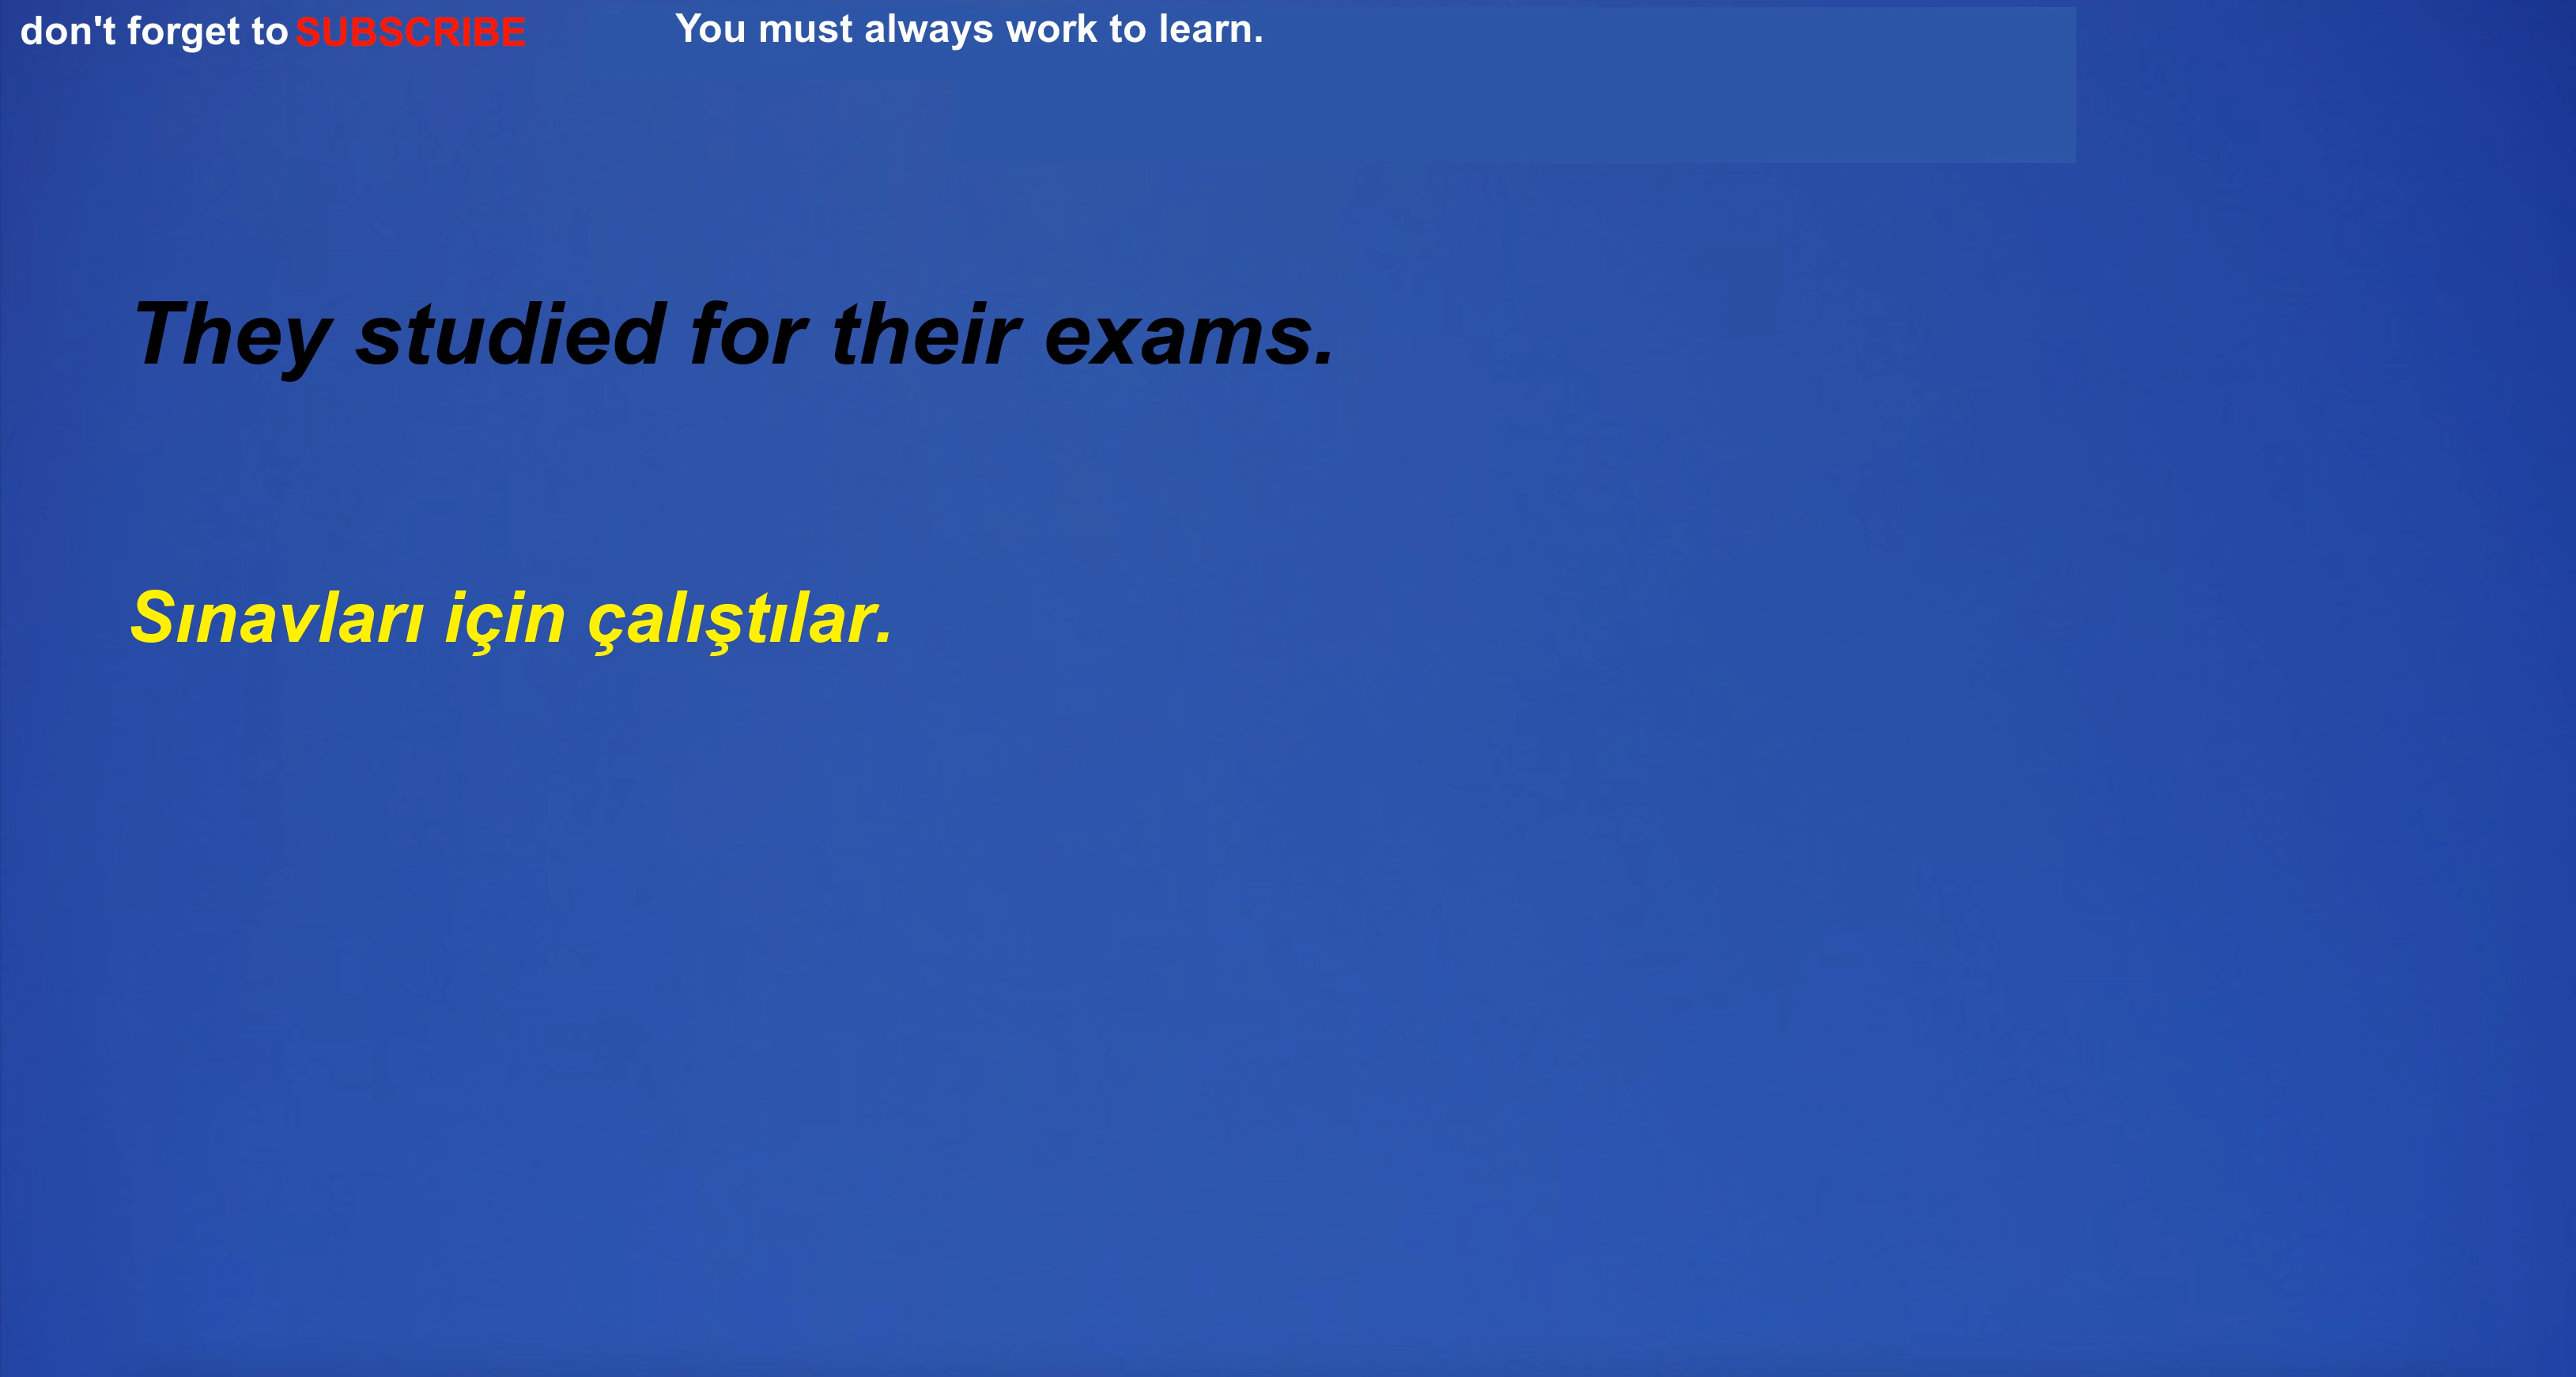 don't forget to SUBSCRIBE
You must always work to learn.
They studied for their exams.
Sınavları için çalıştılar.